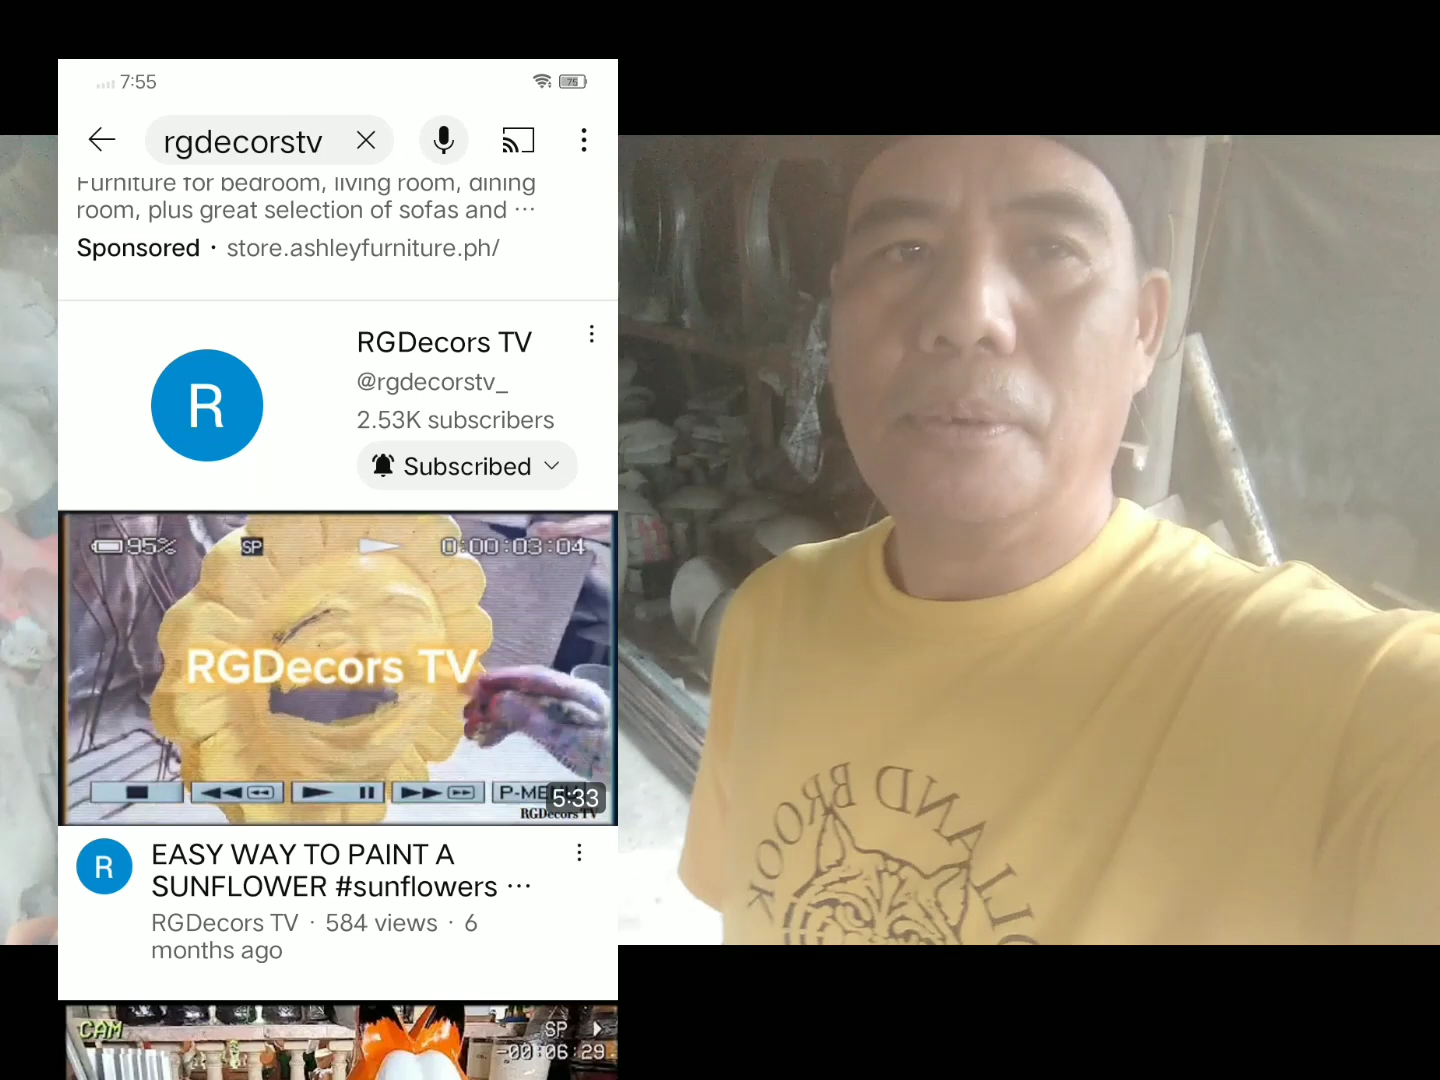 7:55
75
rgdecorstv
Furniture for bedroom, living room, dining
room, plus great selection of sofas and ...
Sponsored · store.ashleyfurniture.ph/
RGDecors TV
@rgdecorstv_
2.53K subscribers
Subscribed
R
95% SP 0:00:03:04
RGDecors TV
P-ME
5:33
RGDecors TV
R
EASY WAY TO PAINT A
SUNFLOWER #sunflowers ...
RGDecors TV · 584 views · 6
months ago
CAM
SP
-00:06:29
AND BROOK